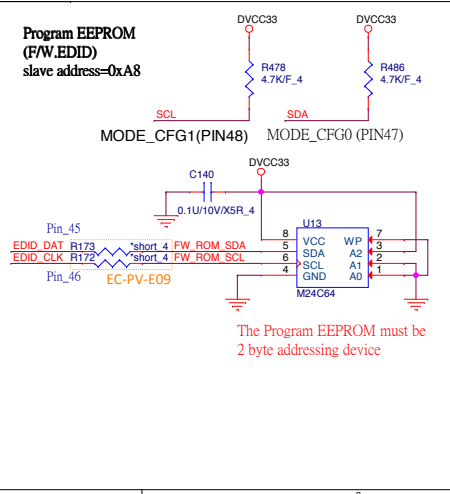 Program EEPROM
(F/W.EDID)
slave address=0xA8
DVCC33
DVCC33
R478
4.7K/F_4
R486
4.7K/F_4
SCL
SDA
MODE_CFG1(PIN48)
MODE_CFG0 (PIN47)
DVCC33
C140
0.1U/10V/X5R_4
U13
Pin_45
8 VCC WP 7
EDID_DAT R173 *short_4 FW_ROM_SDA 5 SDA A2 3
EDID_CLK R172 *short_4 FW_ROM_SCL 6 SCL A1 2
4 GND A0 1
Pin_46
EC-PV-E09
M24C64
The Program EEPROM must be
2 byte addressing device